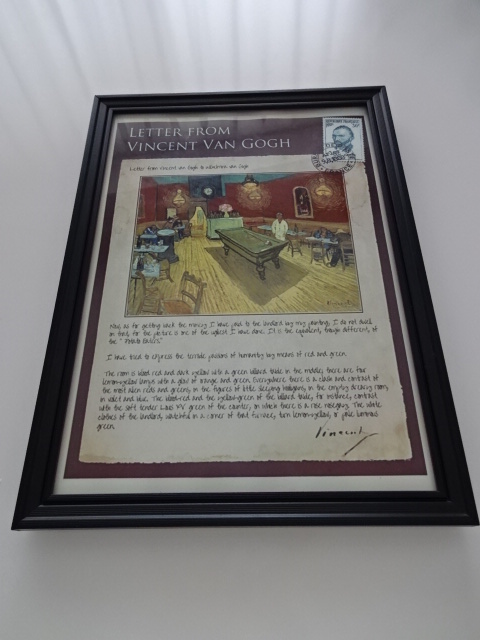 LETTER FROM
VINCENT VAN GOGH
Letter from Vincent van Gogh to
Now, as for getting back the money I have paid to the landlord by my painting, I do not dwell
on that, for the picture is one of the ugliest I have done. It is the equivalent, though different, of
the "Potato Eaters."
I have tried to express the terrible passions of humanity by means of red and green.
The room is blood red and dark yellow with a green billiard table in the middle; there are four
lemon-yellow lamps with a glow of orange and green. Everywhere there is a clash and contrast of
the most alien reds and greens, in the figures of little sleeping hooligans, in the empty dreary room,
in violet and blue. The blood-red and the yellow-green of the billiard table, for instance, contrast
with the soft tender Louis XV green of the counter, on which there is a rose nosegay. The white
clothes of the landlord, watchful in a corner of that furnace, turn lemon-yellow, or pale luminous
green.
Vincent